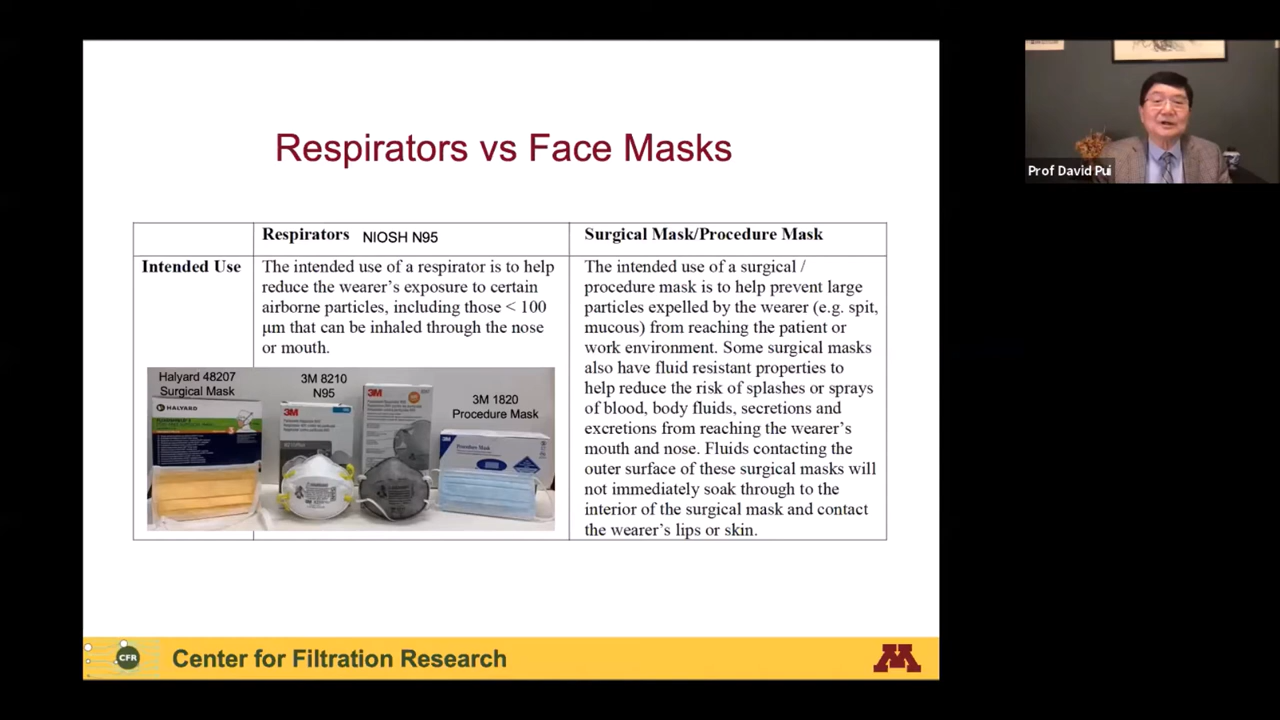 Respirators vs Face Masks
Respirators NIOSH N95
Surgical Mask/Procedure Mask
Intended Use
The intended use of a respirator is to help
reduce the wearer’s exposure to certain
airborne particles, including those < 100
µm that can be inhaled through the nose
or mouth.
The intended use of a surgical /
procedure mask is to help prevent large
particles expelled by the wearer (e.g. spit,
mucous) from reaching the patient or
work environment. Some surgical masks
also have fluid resistant properties to
help reduce the risk of splashes or sprays
of blood, body fluids, secretions and
excretions from reaching the wearer’s
mouth and nose. Fluids contacting the
outer surface of these surgical masks will
not immediately soak through to the
interior of the surgical mask and contact
the wearer’s lips or skin.
Halyard 48207
Surgical Mask
3M 8210
N95
3M 1820
Procedure Mask
HALYARD
3M
3M
3M
Procedure Mask
CFR
Center for Filtration Research
M
Prof David Pui